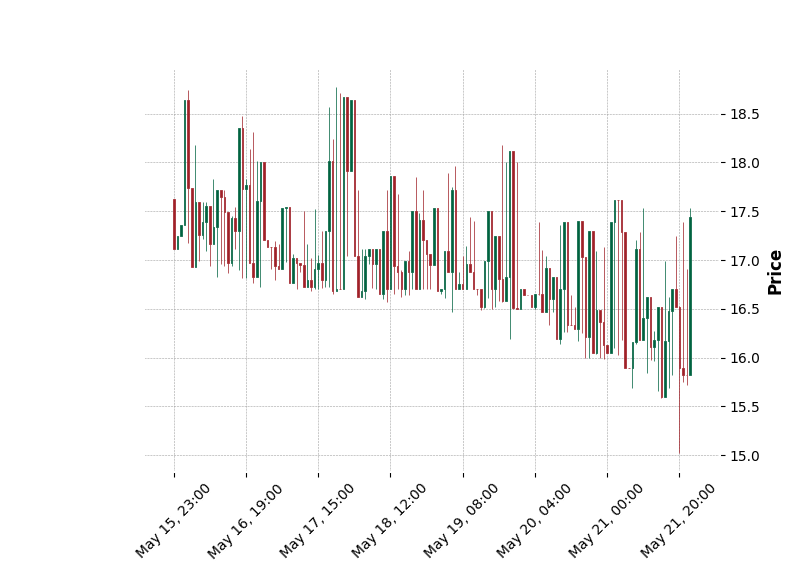 18.5
18.0
17.5
17.0
16.5
16.0
15.5
15.0
Price
May 15, 23:00
May 16, 19:00
May 17, 15:00
May 18, 12:00
May 19, 08:00
May 20, 04:00
May 21, 00:00
May 21, 20:00